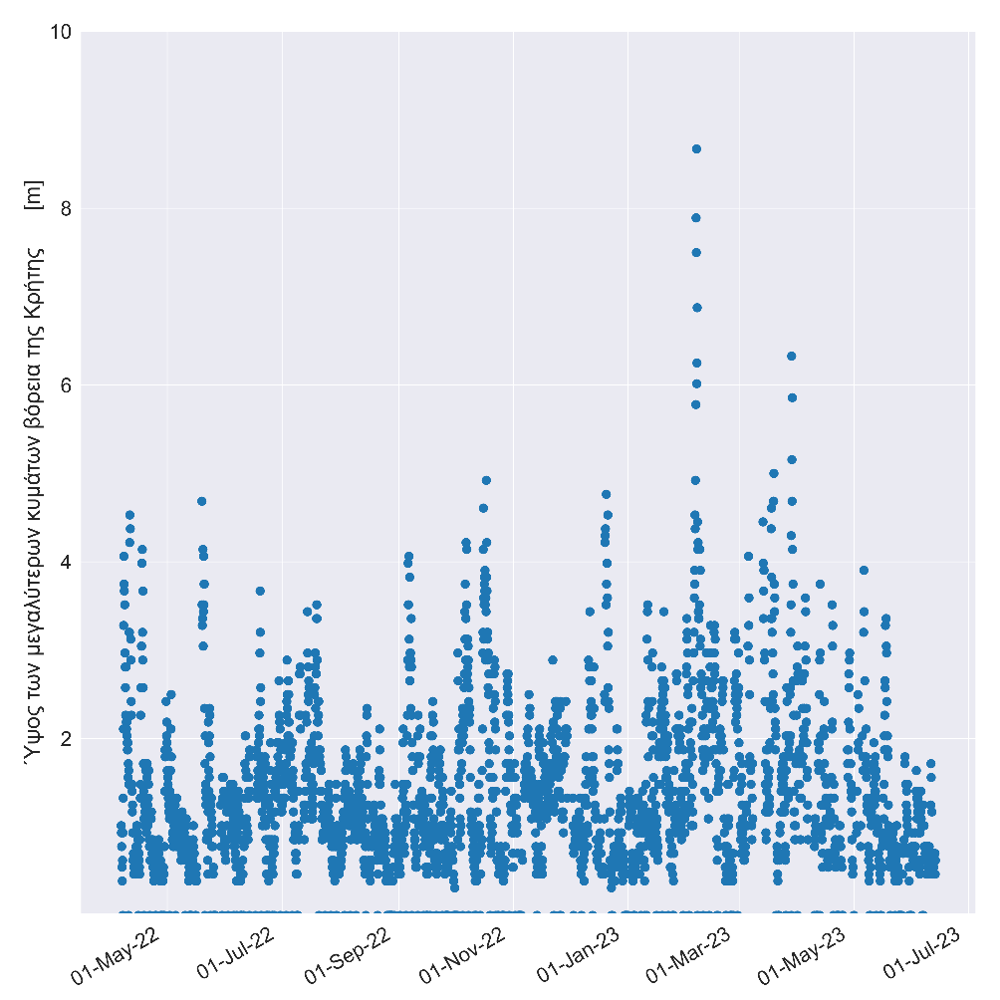 10
8
6
4
2
Ύψος των μεγαλύτερων κυμάτων βόρεια της Κρήτης [m]
01-May-22
01-Jul-22
01-Sep-22
01-Nov-22
01-Jan-23
01-Mar-23
01-May-23
01-Jul-23